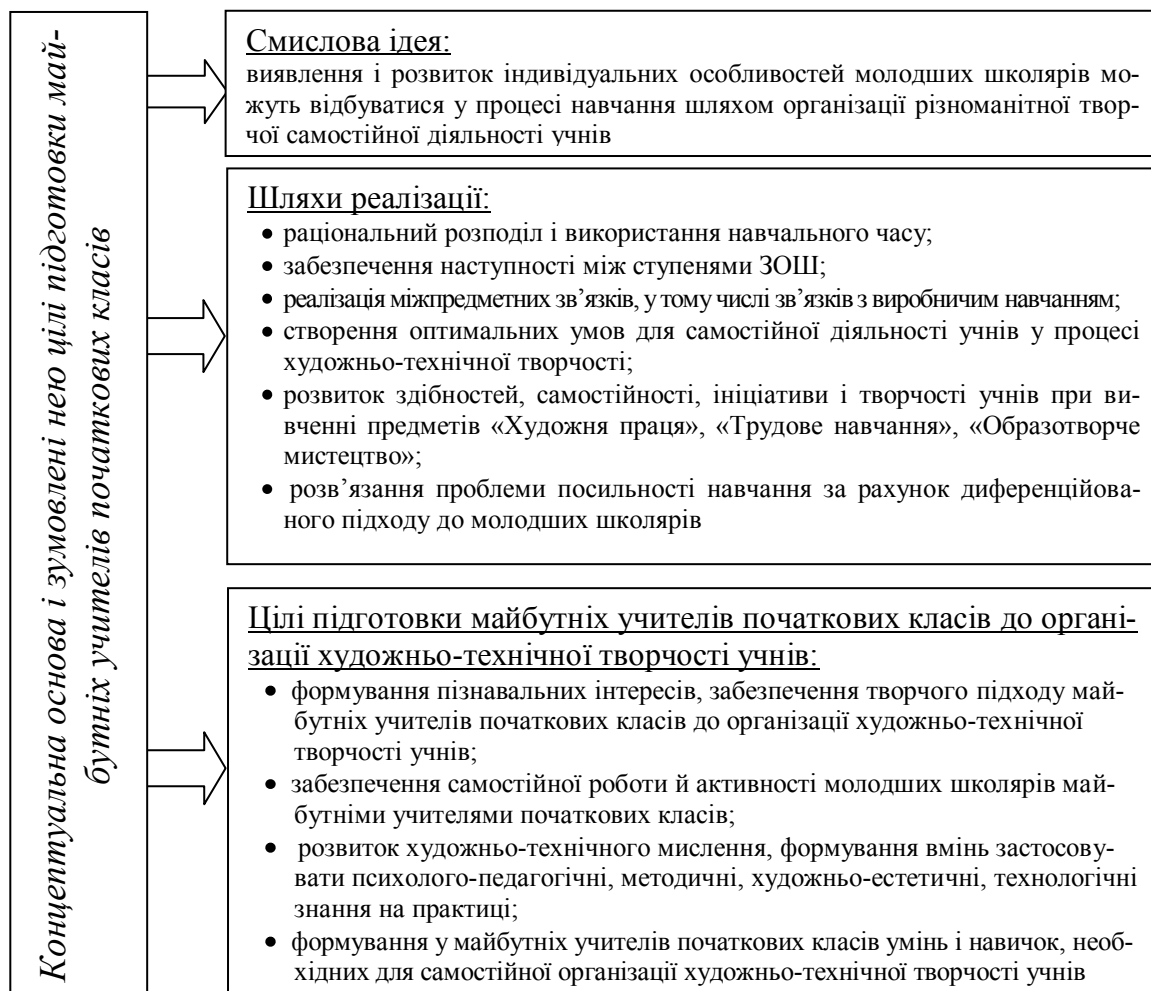 Концептуальна основа і зумовлені нею цілі підготовки май-
бутніх учителів початкових класів
Смислова ідея:
виявлення і розвиток індивідуальних особливостей молодших школярів мо-
жуть відбуватися у процесі навчання шляхом організації різноманітної твор-
чої самостійної діяльності учнів
Шляхи реалізації:
• раціональний розподіл і використання навчального часу;
• забезпечення наступності між ступенями ЗОШ;
• реалізація міжпредметних зв’язків, у тому числі зв’язків з виробничим навчанням;
• створення оптимальних умов для самостійної діяльності учнів у процесі
художньо-технічної творчості;
• розвиток здібностей, самостійності, ініціативи і творчості учнів при ви-
вченні предметів «Художня праця», «Трудове навчання», «Образотворче
мистецтво»;
• розв’язання проблеми посильності навчання за рахунок диференційова-
ного підходу до молодших школярів
Цілі підготовки майбутніх учителів початкових класів до органі-
зації художньо-технічної творчості учнів:
• формування пізнавальних інтересів, забезпечення творчого підходу май-
бутніх учителів початкових класів до організації художньо-технічної
творчості учнів;
• забезпечення самостійної роботи й активності молодших школярів май-
бутніми учителями початкових класів;
• розвиток художньо-технічного мислення, формування вмінь застосову-
вати психолого-педагогічні, методичні, художньо-естетичні, технологічні
знання на практиці;
• формування у майбутніх учителів початкових класів умінь і навичок, необ-
хідних для самостійної організації художньо-технічної творчості учнів